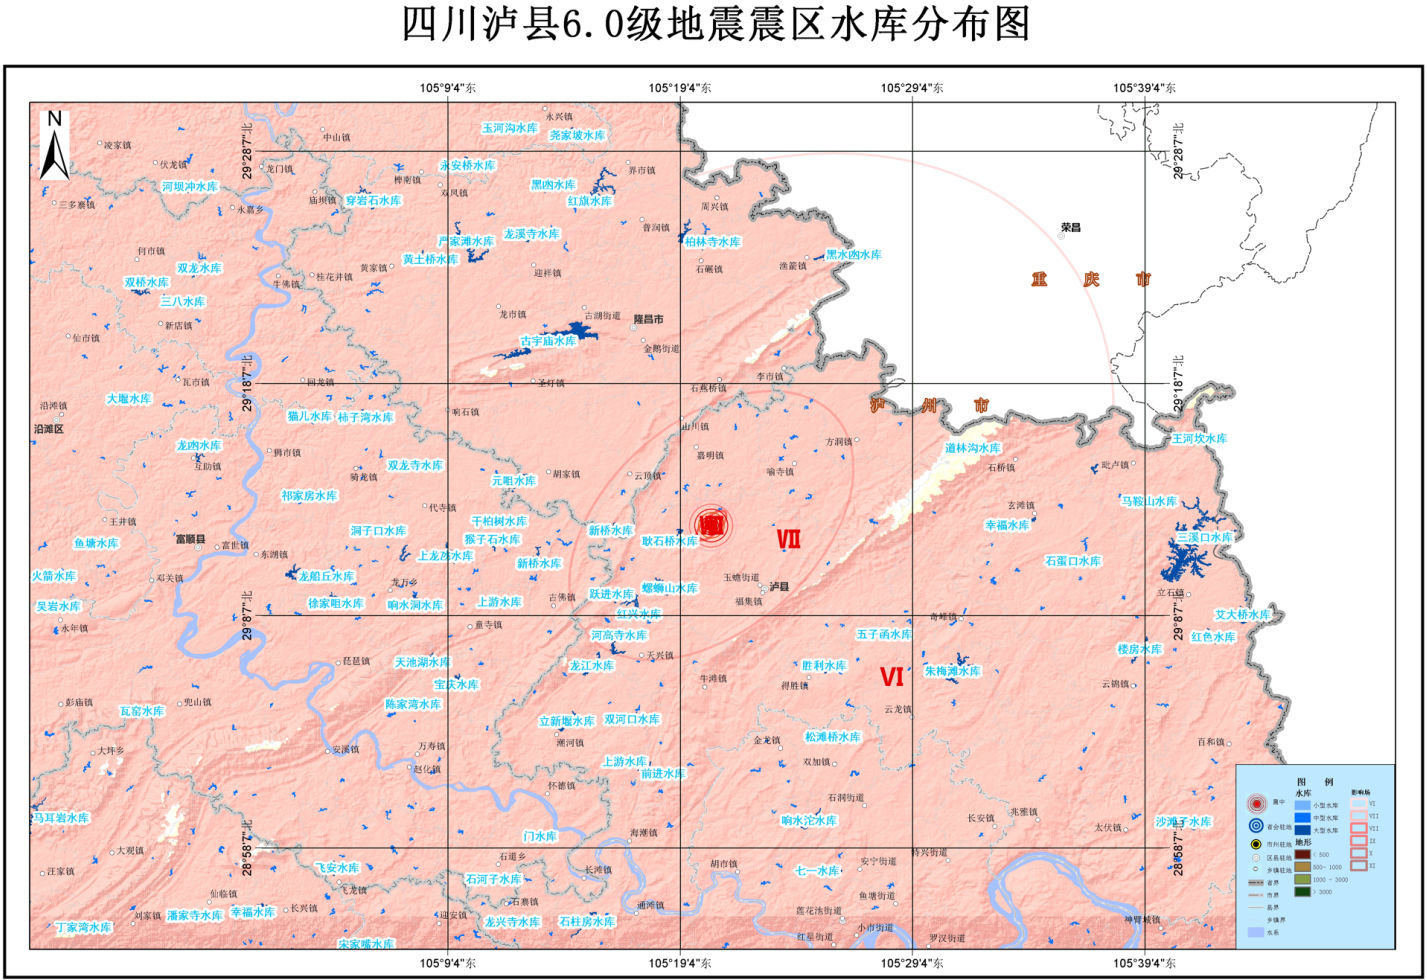 四川泸县6.0级地震震区水库分布图
105°9'4"东
105°19'4"东
105°29'4"东
105°39'4"东
N
29°28'7"北
29°28'7"北
29°18'7"北
29°18'7"北
29°8'7"北
29°8'7"北
28°58'7"北
28°58'7"北
永兴镇
玉河沟水库
尧家坡水库
中山镇
凌家镇
伏龙镇
龙门镇
永安桥水库
界市镇
河坝冲水库
庙坝镇
穿岩石水库
椑南镇
双凤镇
黑凼水库
红旗水库
三多寨镇
永嘉乡
周兴镇
普润镇
荣昌
严家滩水库
龙溪寺水库
柏林寺水库
何市镇
双龙水库
黄家镇
黄土桥水库
迎祥镇
石碾镇
渔箭镇
黑水凼水库
双桥水库
牛佛镇
桂花井镇
重庆市
三八水库
新店镇
龙市镇
古湖街道
隆昌市
仙市镇
古宇庙水库
金鹅街道
瓦市镇
回龙镇
圣灯镇
石燕桥镇
李市镇
大堰水库
沿滩镇
沿滩区
猫儿水库
柿子湾水库
响石镇
泸州市
山川镇
龙凼水库
互助镇
狮市镇
嘉明镇
方洞镇
道林沟水库
王河坎水库
双龙寺水库
骑龙镇
胡家镇
元咀水库
云顶镇
喻寺镇
石桥镇
毗卢镇
祁家房水库
代寺镇
玄滩镇
马鞍山水库
王井镇
干柏树水库
幸福水库
鱼塘水库
富顺县
富世镇
东湖镇
洞子口水库
猴子石水库
新桥水库
耿石桥水库
VII
三溪口水库
新桥水库
石蛋口水库
火箭水库
邓关镇
龙船丘水库
龙万乡
玉蟾街道
泸县
螺蛳山水库
跃进水库
福集镇
立石镇
吴岩水库
徐家咀水库
响水洞水库
上游水库
古佛镇
红兴水库
奇峰镇
艾大桥水库
永年镇
童寺镇
河高寺水库
五子函水库
红色水库
楼房水库
琵琶镇
天池湖水库
龙江水库
天兴镇
胜利水库
VI
朱梅滩水库
宝庆水库
牛滩镇
得胜镇
云锦镇
彭庙镇
兜山镇
瓦窑水库
陈家湾水库
立新堰水库
双河口水库
云龙镇
潮河镇
松滩桥水库
大坪乡
安溪镇
万寿镇
金龙镇
百和镇
赵化镇
上游水库
前进水库
双加镇
怀德镇
石洞街道
马耳岩水库
门水库
海潮镇
响水沱水库
长安镇
兆雅镇
太伏镇
沙滩子水库
大观镇
石道乡
特兴街道
汪家镇
飞安水库
长滩镇
胡市镇
安宁街道
七一水库
飞龙镇
石河子水库
仙临镇
鱼塘街道
刘家镇
潘家寺水库
幸福水库
长兴镇
迎安镇
石寨镇
龙兴寺水库
石柱房水库
通滩镇
莲花池街道
神臂城镇
丁家湾水库
宋家嘴水库
小市街道
红星街道
罗汉街道
图例
震中
省会驻地
市州驻地
区县驻地
乡镇驻地
省界
市界
县界
乡镇界
水系
水库
小型水库
中型水库
大型水库
地形
< 500
500- 1000
1000 - 3000
> 3000
影响场
VI
VII
VII
IX
X
XI